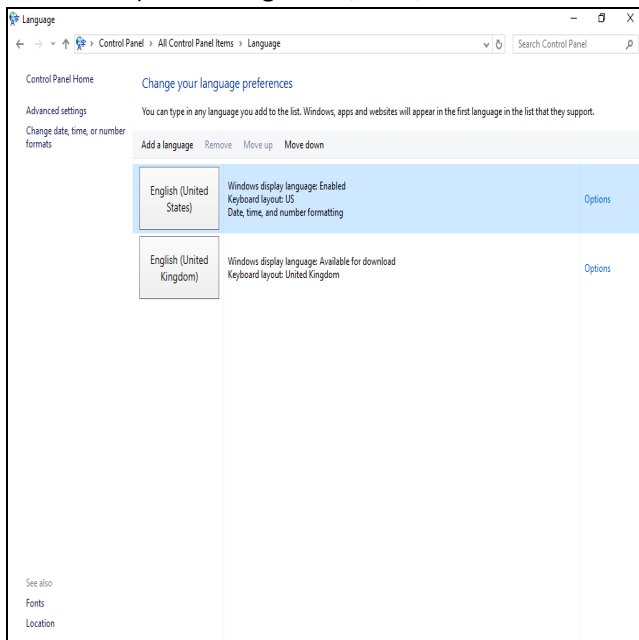 Language
Control Panel > All Control Panel Items > Language
Search Control Panel
Control Panel Home
Advanced settings
Change date, time, or number
formats
Change your language preferences
You can type in any language you add to the list. Windows, apps and websites will appear in the first language in the list that they support.
Add a language Remove Move up Move down
English (United
States)
Windows display language: Enabled
Keyboard layout: US
Date, time, and number formatting
Options
English (United
Kingdom)
Windows display language: Available for download
Keyboard layout: United Kingdom
Options
See also
Fonts
Location